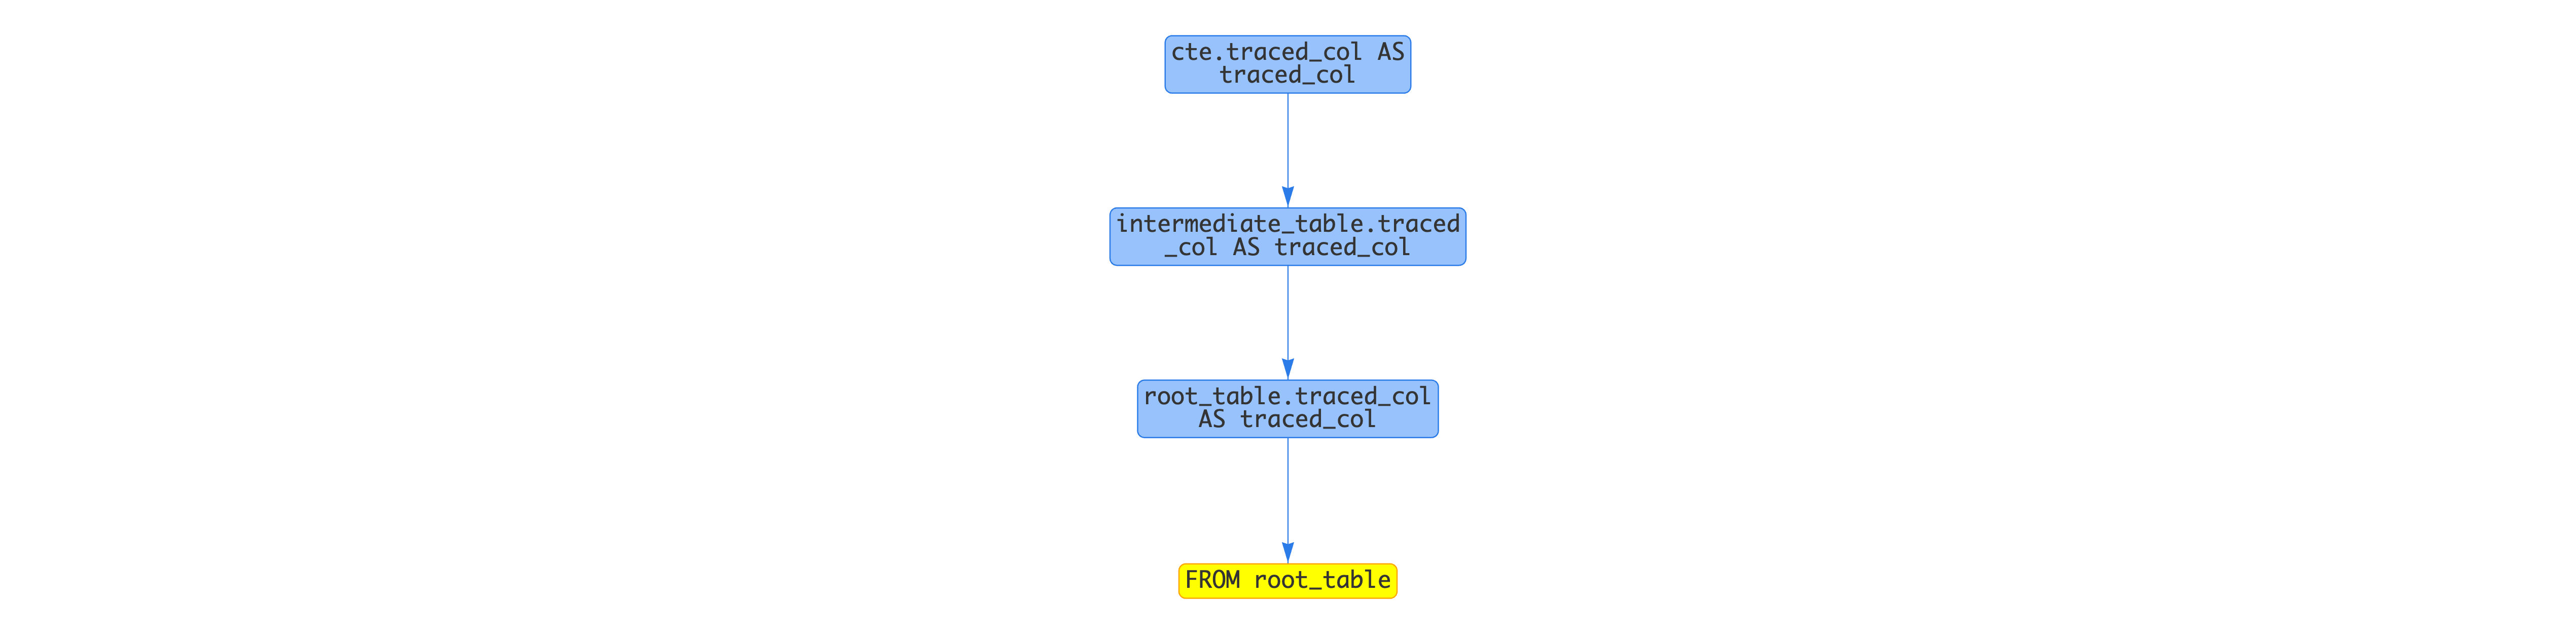 cte.traced_col AS
traced_col
intermediate_table.traced
_col AS traced_col
root_table.traced_col
AS traced_col
FROM root_table